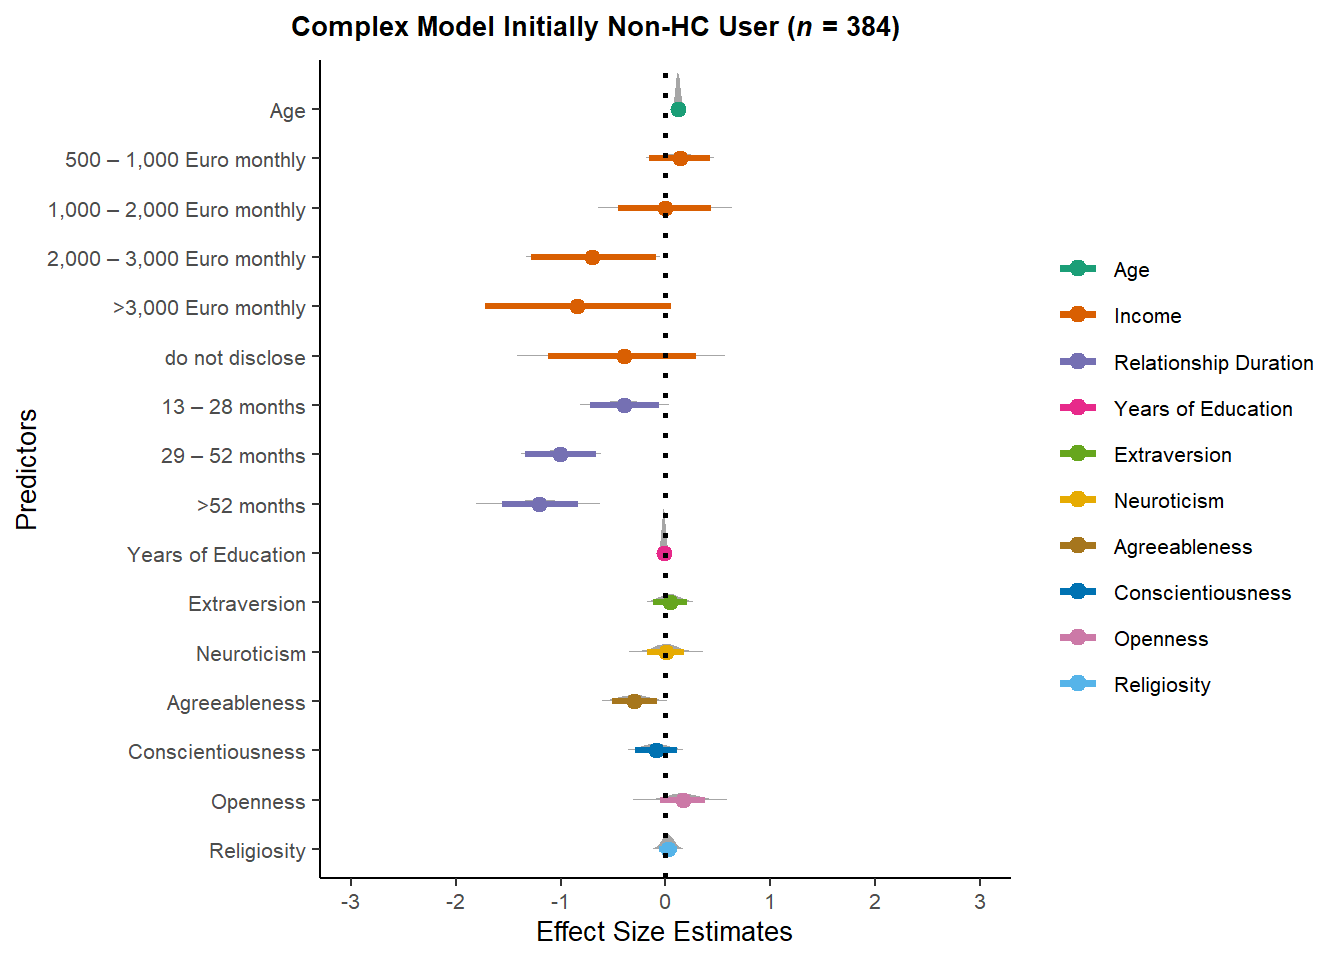 Complex Model Initially Non-HC User (n = 384)
Predictors
Age
500 – 1,000 Euro monthly
1,000 – 2,000 Euro monthly
2,000 – 3,000 Euro monthly
>3,000 Euro monthly
do not disclose
13 – 28 months
29 – 52 months
>52 months
Years of Education
Extraversion
Neuroticism
Agreeableness
Conscientiousness
Openness
Religiosity
-3 -2 -1 0 1 2 3
Effect Size Estimates
Age
Income
Relationship Duration
Years of Education
Extraversion
Neuroticism
Agreeableness
Conscientiousness
Openness
Religiosity